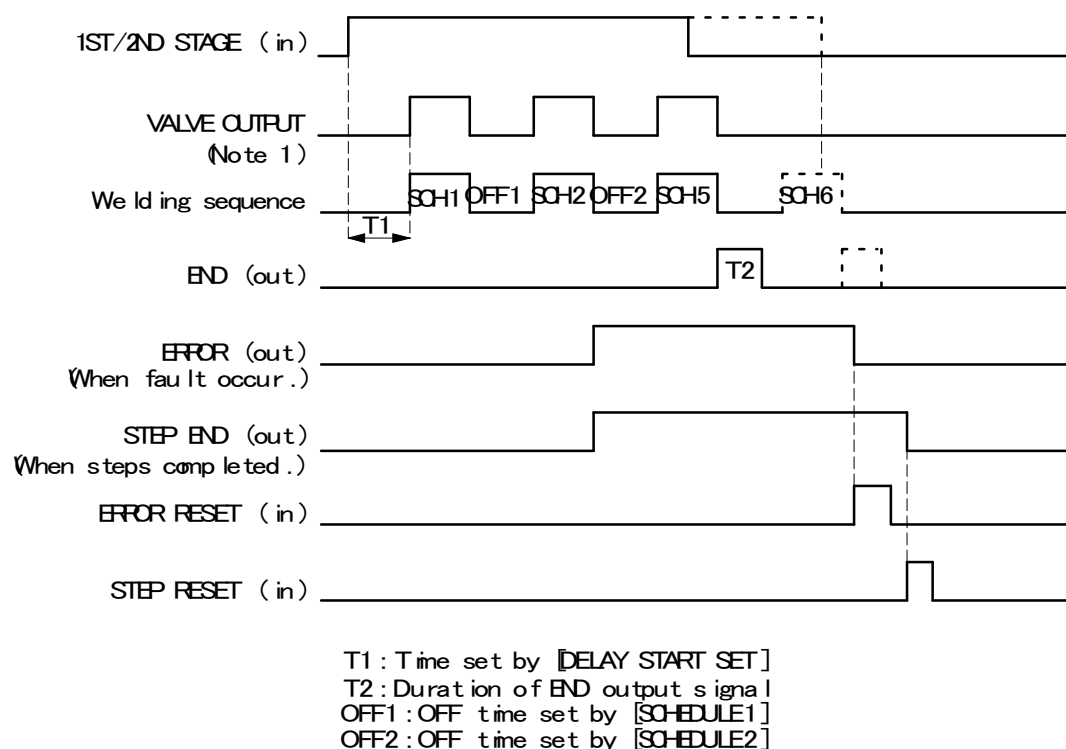 1ST/2ND STAGE (in)
VALVE OUTPUT
(Note 1)
Welding sequence
SCH1 OFF1 SCH2 OFF2 SCH5 SCH6
T1
END (out)
T2
ERROR (out)
(When fault occur.)
STEP END (out)
(When steps completed.)
ERROR RESET (in)
STEP RESET (in)
T1:Time set by [DELAY START SET]
T2:Duration of END output signal
OFF1:OFF time set by [SCHEDULE1]
OFF2:OFF time set by [SCHEDULE2]